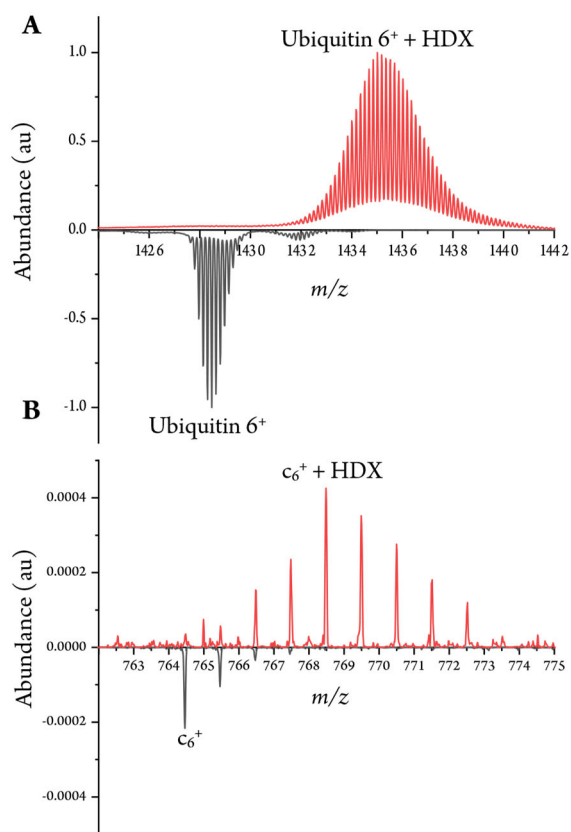 A
Ubiquitin 6⁺ + HDX
1.0
0.5
0.0
-0.5
-1.0
Abundance (au)
1426 1430 1432 1434 1436 1438 1440 1442
m/z
Ubiquitin 6⁺
B
c₆⁺ + HDX
0.0004
0.0002
0.0000
-0.0002
-0.0004
Abundance (au)
763 764 765 766 767 768 769 770 771 772 773 774 775
m/z
c₆⁺